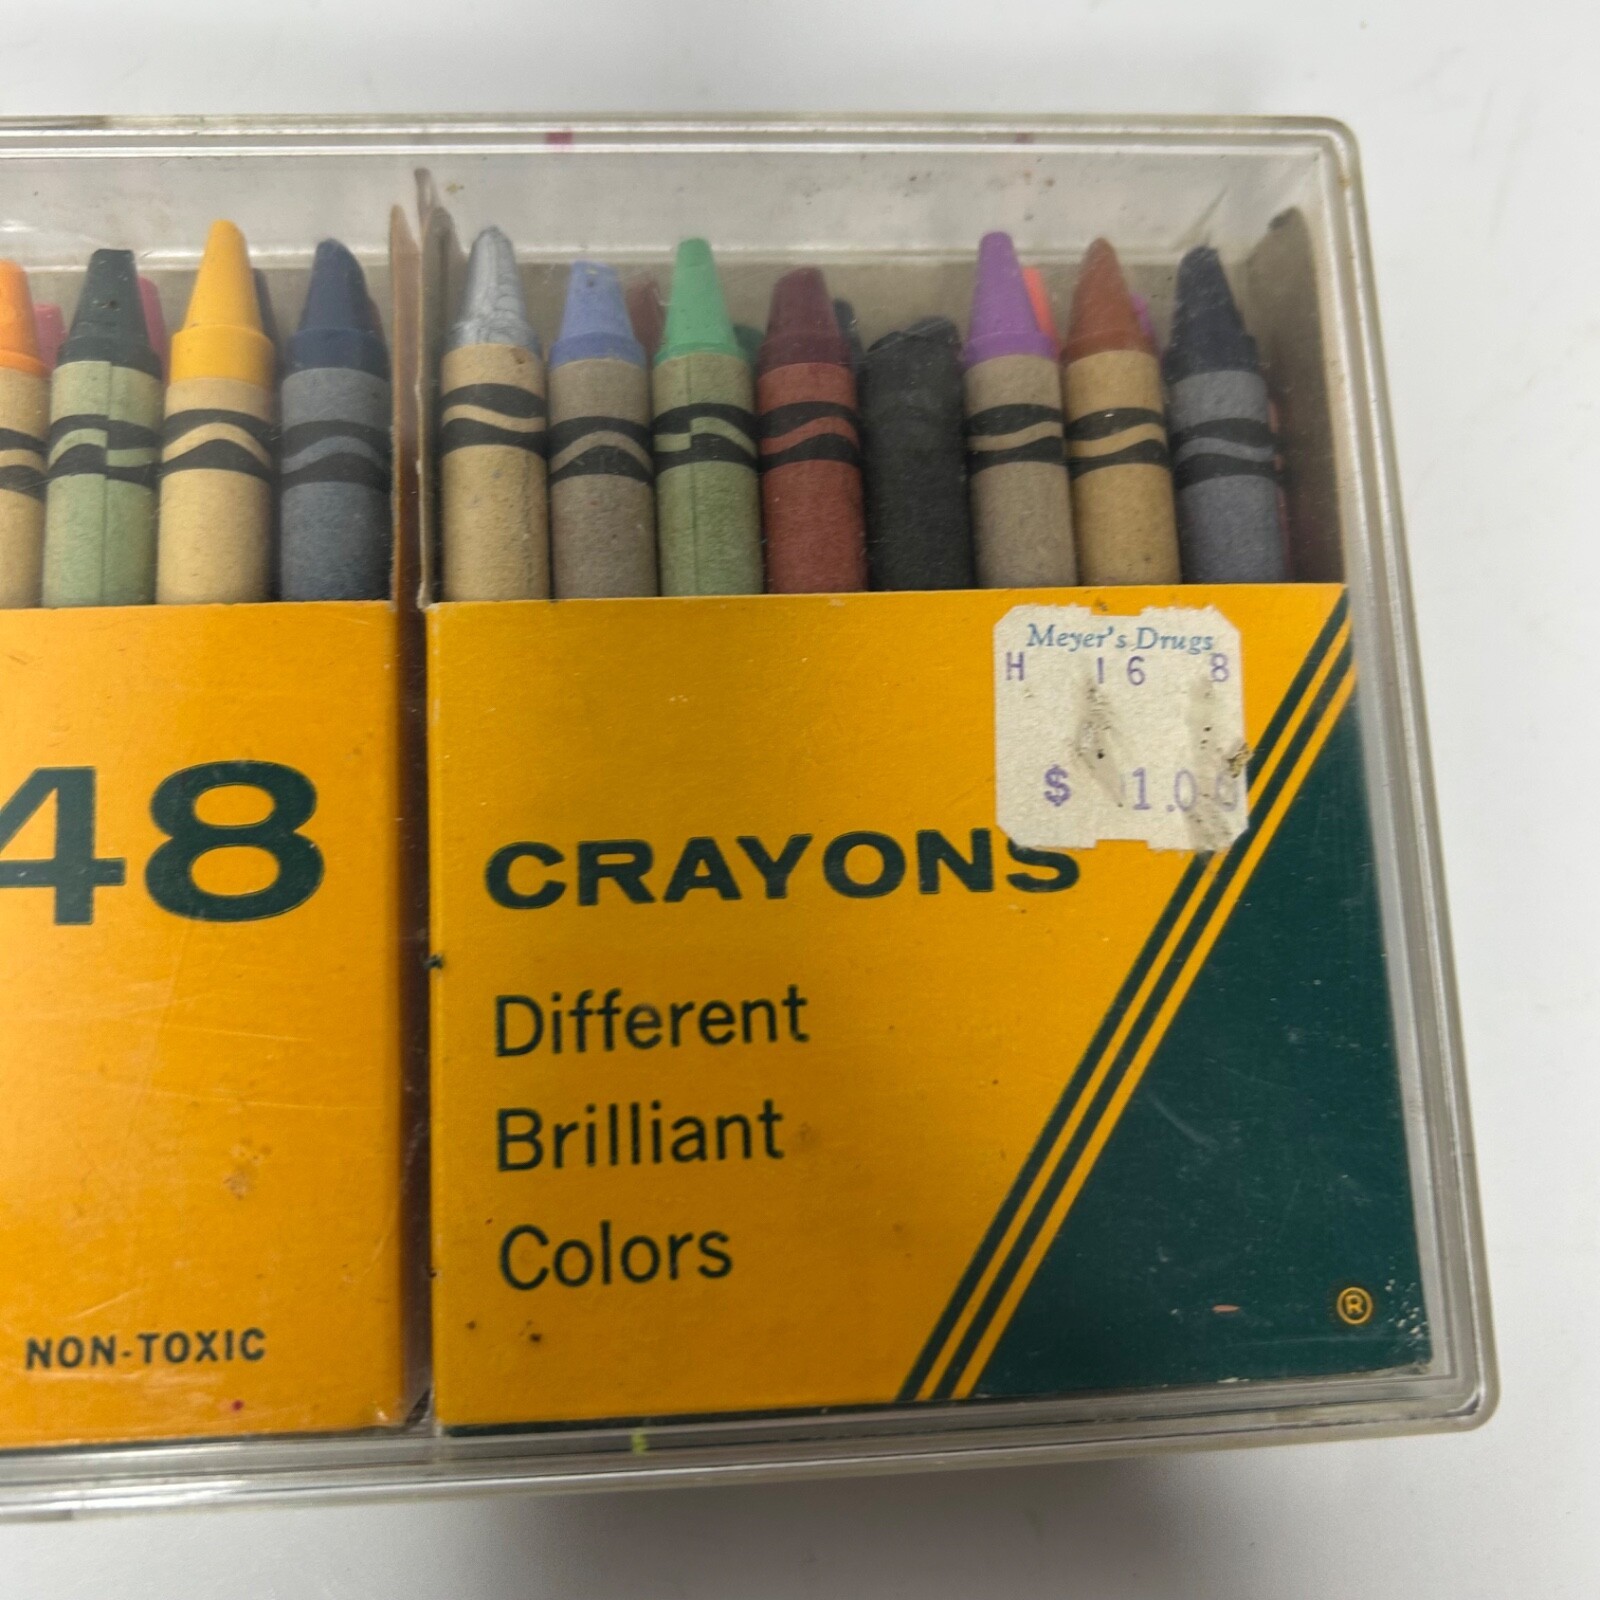 Meyer's Drugs
H 16 8
$ 1.00
48
CRAYONS
Different
Brilliant
Colors
NON-TOXIC
®